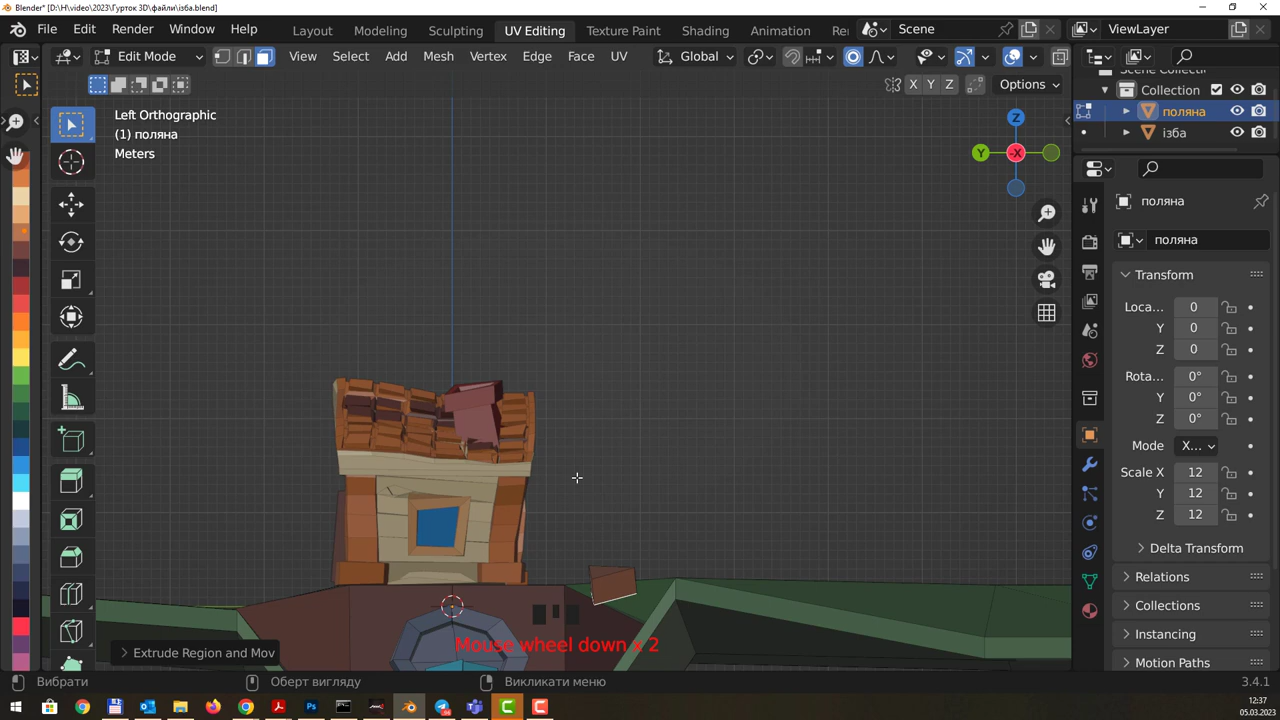 Blender* [D:\H\video\2023\Гурток 3D\файли\ізба.blend]
File Edit Render Window Help Layout Modeling Sculpting UV Editing Texture Paint Shading Animation Re Scene ViewLayer
Edit Mode View Select Add Mesh Vertex Edge Face UV Global
X Y Z Options
Scene Collecti
Collection
поляна
ізба
Left Orthographic
(1) поляна
Meters
Z
Y -X
поляна
поляна
Transform
Loca... 0
Y 0
Z 0
Rota... 0°
Y 0°
Z 0°
Mode X...
Scale X 12
Y 12
Z 12
Delta Transform
Relations
Collections
Instancing
Motion Paths
Mouse wheel down x 2
Extrude Region and Mov
Вибрати Оберт вигляду Викликати меню 3.4.1
12:37
05.03.2023